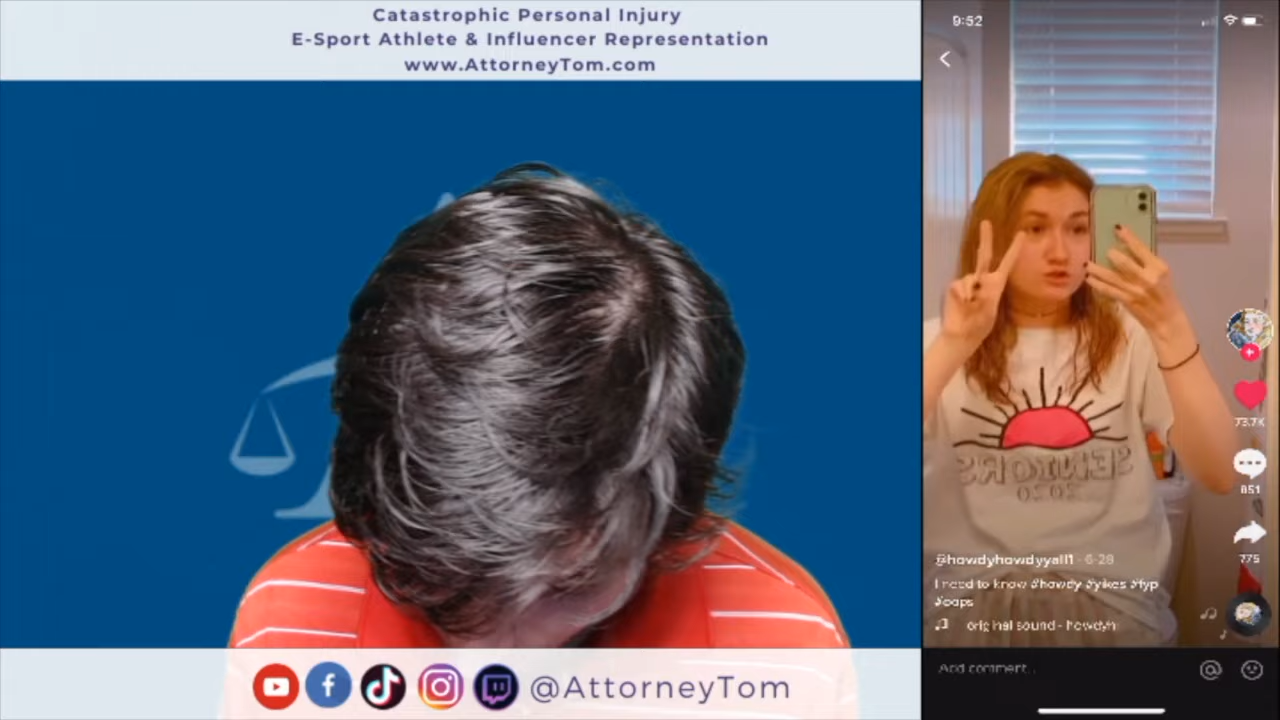 Catastrophic Personal Injury
E-Sport Athlete & Influencer Representation
www.AttorneyTom.com
@AttorneyTom
9:52
SENIORS
2020
73.7K
851
775
@howdyhowdyyall1 · 6-28
I need to know #howdy #yikes #fyp
#oops
original sound - howdyh
Add comment...